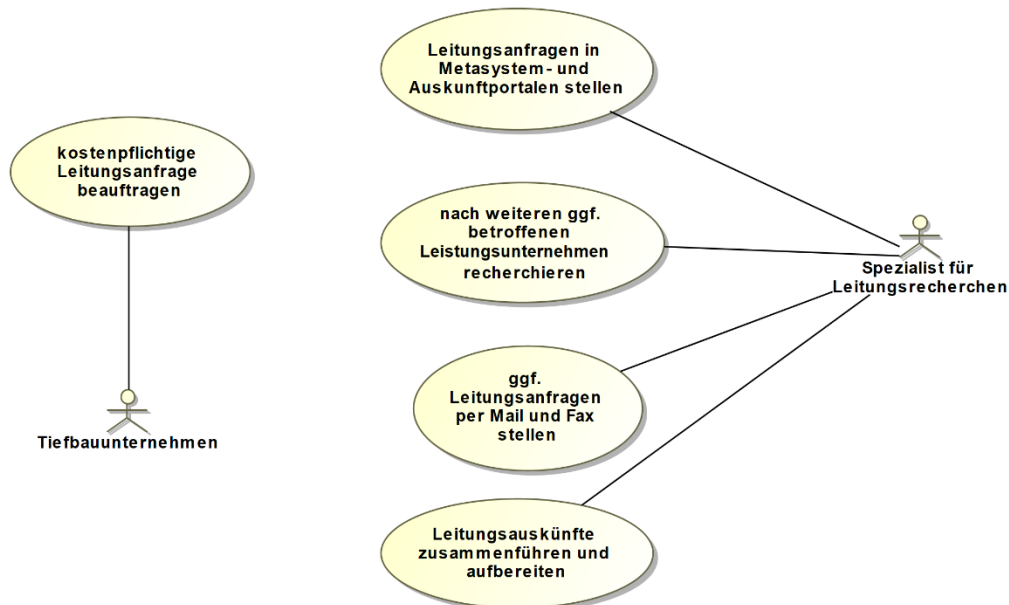 Leitungsanfragen in
Metasystem- und
Auskunftportalen stellen
kostenpflichtige
Leitungsanfrage
beauftragen
nach weiteren ggf.
betroffenen
Leistungsunternehmen
recherchieren
Spezialist für
Leitungsrecherchen
ggf.
Leitungsanfragen
per Mail und Fax
stellen
Tiefbauunternehmen
Leitungsauskünfte
zusammenführen und
aufbereiten